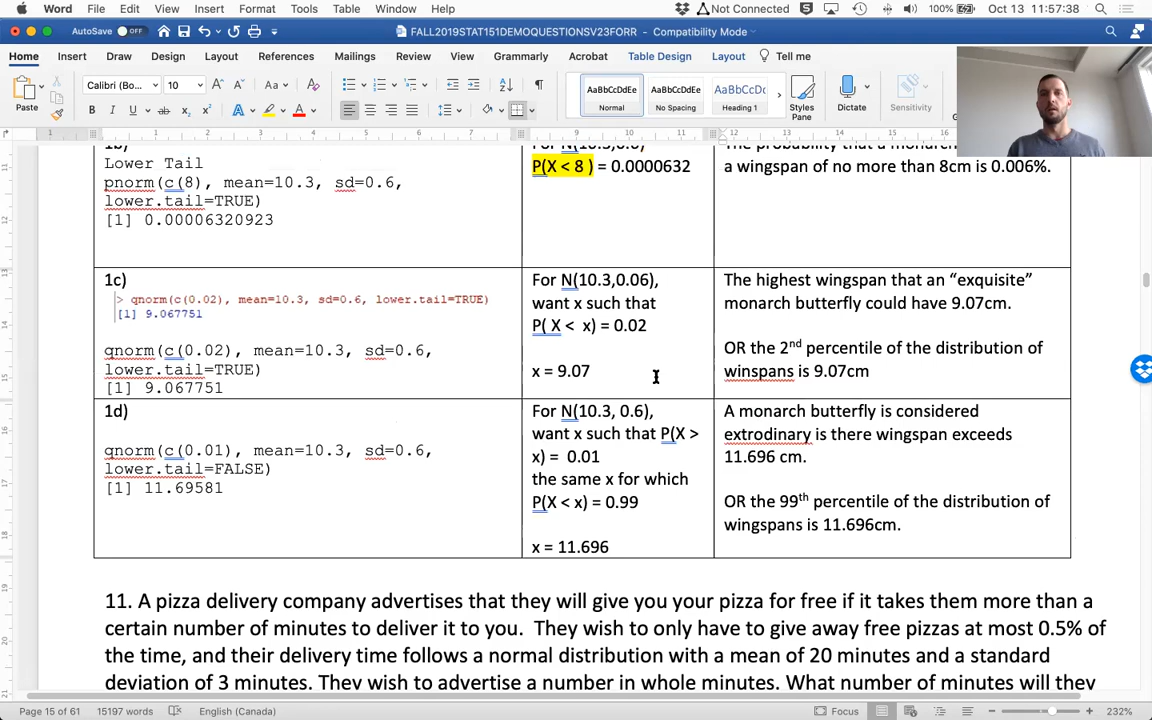 Word File Edit View Insert Format Tools Table Window Help Not Connected 100% Oct 13 11:57:38
AutoSave OFF FALL2019STAT151DEMOQUESTIONSV23FORR - Compatibility Mode
Home Insert Draw Design Layout References Mailings Review View Grammarly Acrobat Table Design Layout Tell me
Paste Calibri (Bo... 10 AaBbCcDdEe Normal AaBbCcDdEe No Spacing AaBbCcDc Heading 1 Styles Pane Dictate Sensitivity
Lower Tail
pnorm(c(8), mean=10.3, sd=0.6,
lower.tail=TRUE)
[1] 0.00006320923
P(X < 8 ) = 0.0000632
a wingspan of no more than 8cm is 0.006%.
1c)
> qnorm(c(0.02), mean=10.3, sd=0.6, lower.tail=TRUE)
[1] 9.067751
qnorm(c(0.02), mean=10.3, sd=0.6,
lower.tail=TRUE)
[1] 9.067751
For N(10.3,0.06),
want x such that
P( X < x) = 0.02
x = 9.07
The highest wingspan that an “exquisite”
monarch butterfly could have 9.07cm.
OR the 2nd percentile of the distribution of
winspans is 9.07cm
1d)
qnorm(c(0.01), mean=10.3, sd=0.6,
lower.tail=FALSE)
[1] 11.69581
For N(10.3, 0.6),
want x such that P(X >
x) = 0.01
the same x for which
P(X < x) = 0.99
x = 11.696
A monarch butterfly is considered
extrodinary is there wingspan exceeds
11.696 cm.
OR the 99th percentile of the distribution of
wingspans is 11.696cm.
11. A pizza delivery company advertises that they will give you your pizza for free if it takes them more than a
certain number of minutes to deliver it to you. They wish to only have to give away free pizzas at most 0.5% of
the time, and their delivery time follows a normal distribution with a mean of 20 minutes and a standard
deviation of 3 minutes. They wish to advertise a number in whole minutes. What number of minutes will they
Page 15 of 61 15197 words English (Canada) Focus 232%